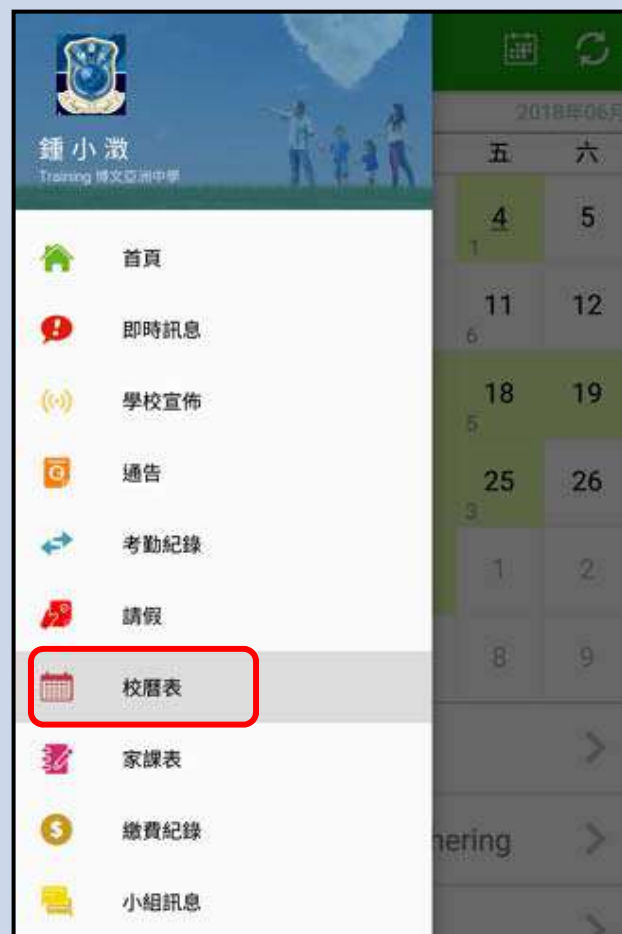 鍾小澂
Training 博文亞洲中學
首頁
即時訊息
學校宣佈
通告
考勤紀錄
請假
校曆表
家課表
繳費紀錄
小組訊息
2018年06月
五 六
4 5
1
11 12
6
18 19
5
25 26
3
1 2
8 9
hering